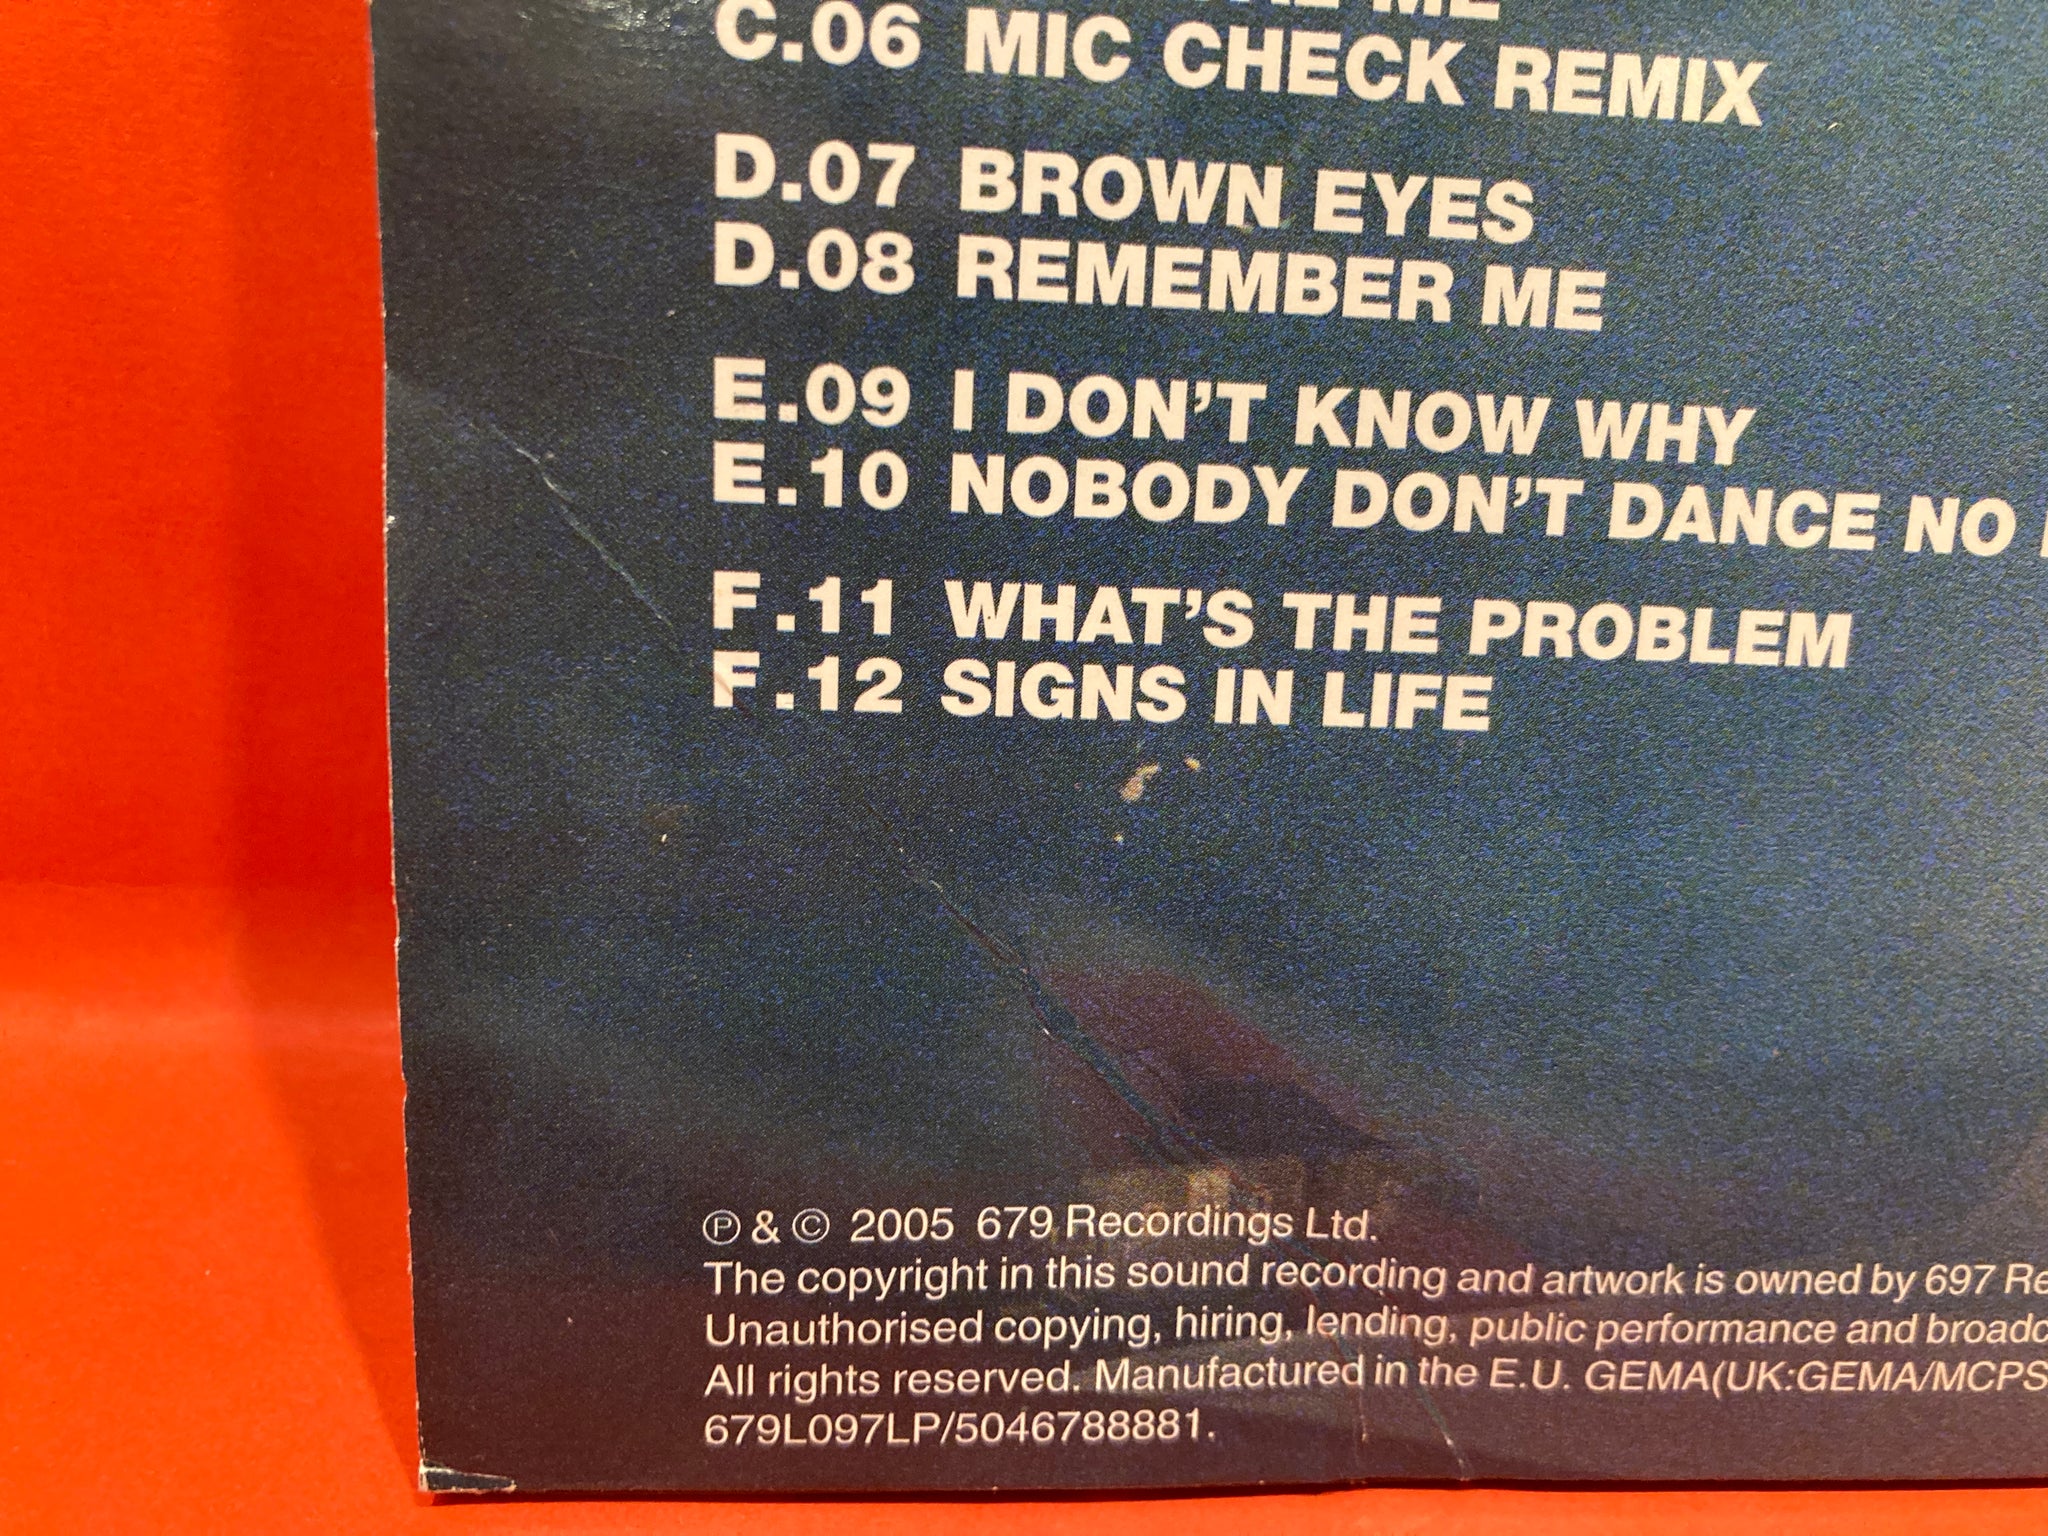 ME
C.06 MIC CHECK REMIX
D.07 BROWN EYES
D.08 REMEMBER ME
E.09 I DON'T KNOW WHY
E.10 NOBODY DON'T DANCE NO
F.11 WHAT'S THE PROBLEM
F.12 SIGNS IN LIFE
℗ & © 2005 679 Recordings Ltd.
The copyright in this sound recording and artwork is owned by 697 Re
Unauthorised copying, hiring, lending, public performance and broadc
All rights reserved. Manufactured in the E.U. GEMA(UK:GEMA/MCPS
679L097LP/5046788881.